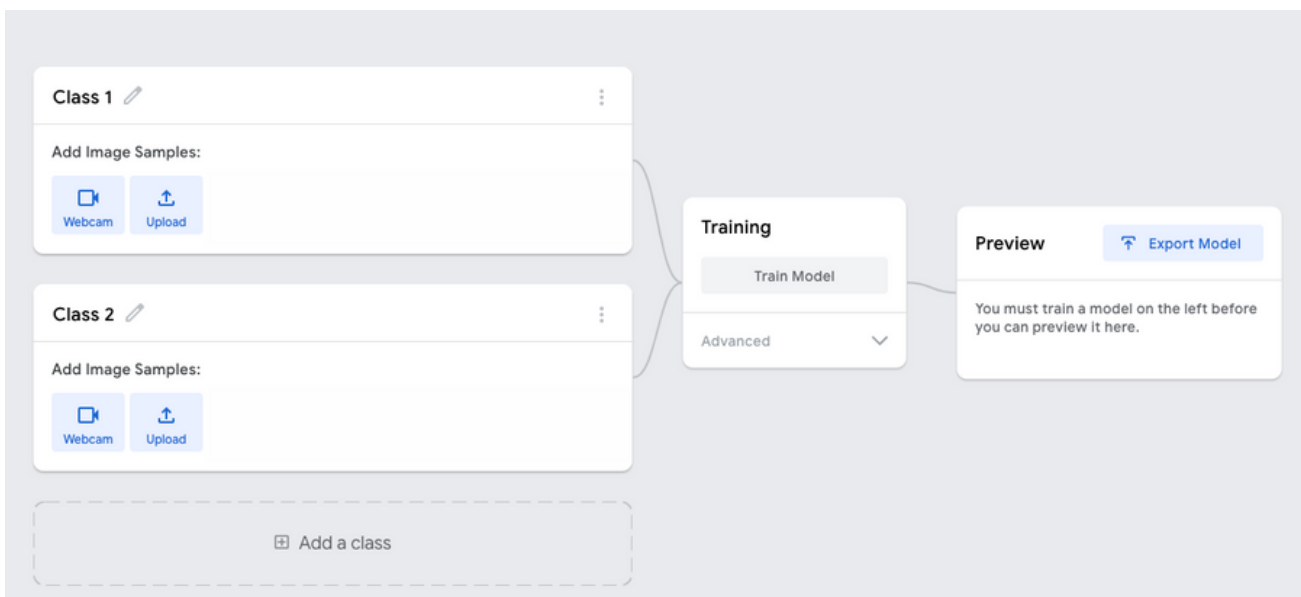 Class 1
Add Image Samples:
Webcam
Upload
Class 2
Add Image Samples:
Webcam
Upload
Add a class
Training
Train Model
Advanced
Preview
Export Model
You must train a model on the left before
you can preview it here.